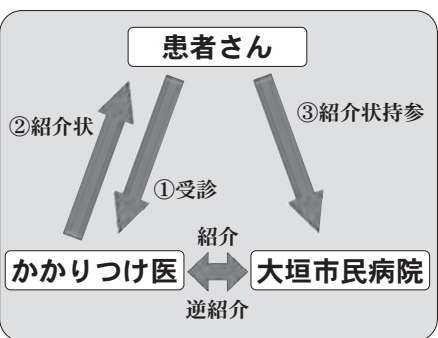 患者さん
②紹介状
③紹介状持参
①受診
紹介
かかりつけ医
大垣市民病院
逆紹介